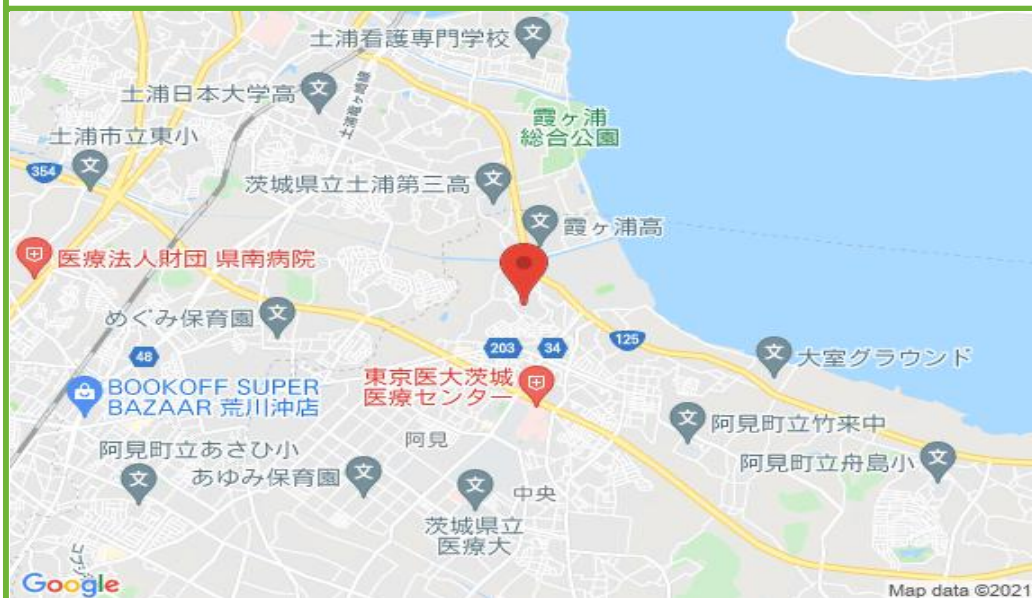 土浦看護専門学校
土浦日本大学高
土浦竜ヶ崎線
霞ヶ浦
総合公園
土浦市立東小
354
茨城県立土浦第三高
霞ヶ浦高
医療法人財団 県南病院
めぐみ保育園
203
34
125
48
大室グラウンド
東京医大茨城
医療センター
BOOKOFF SUPER
BAZAAR 荒川沖店
阿見町立竹来中
阿見
阿見町立あさひ小
阿見町立舟島小
あゆみ保育園
中央
茨城県立
医療大
Google
Map data ©2021